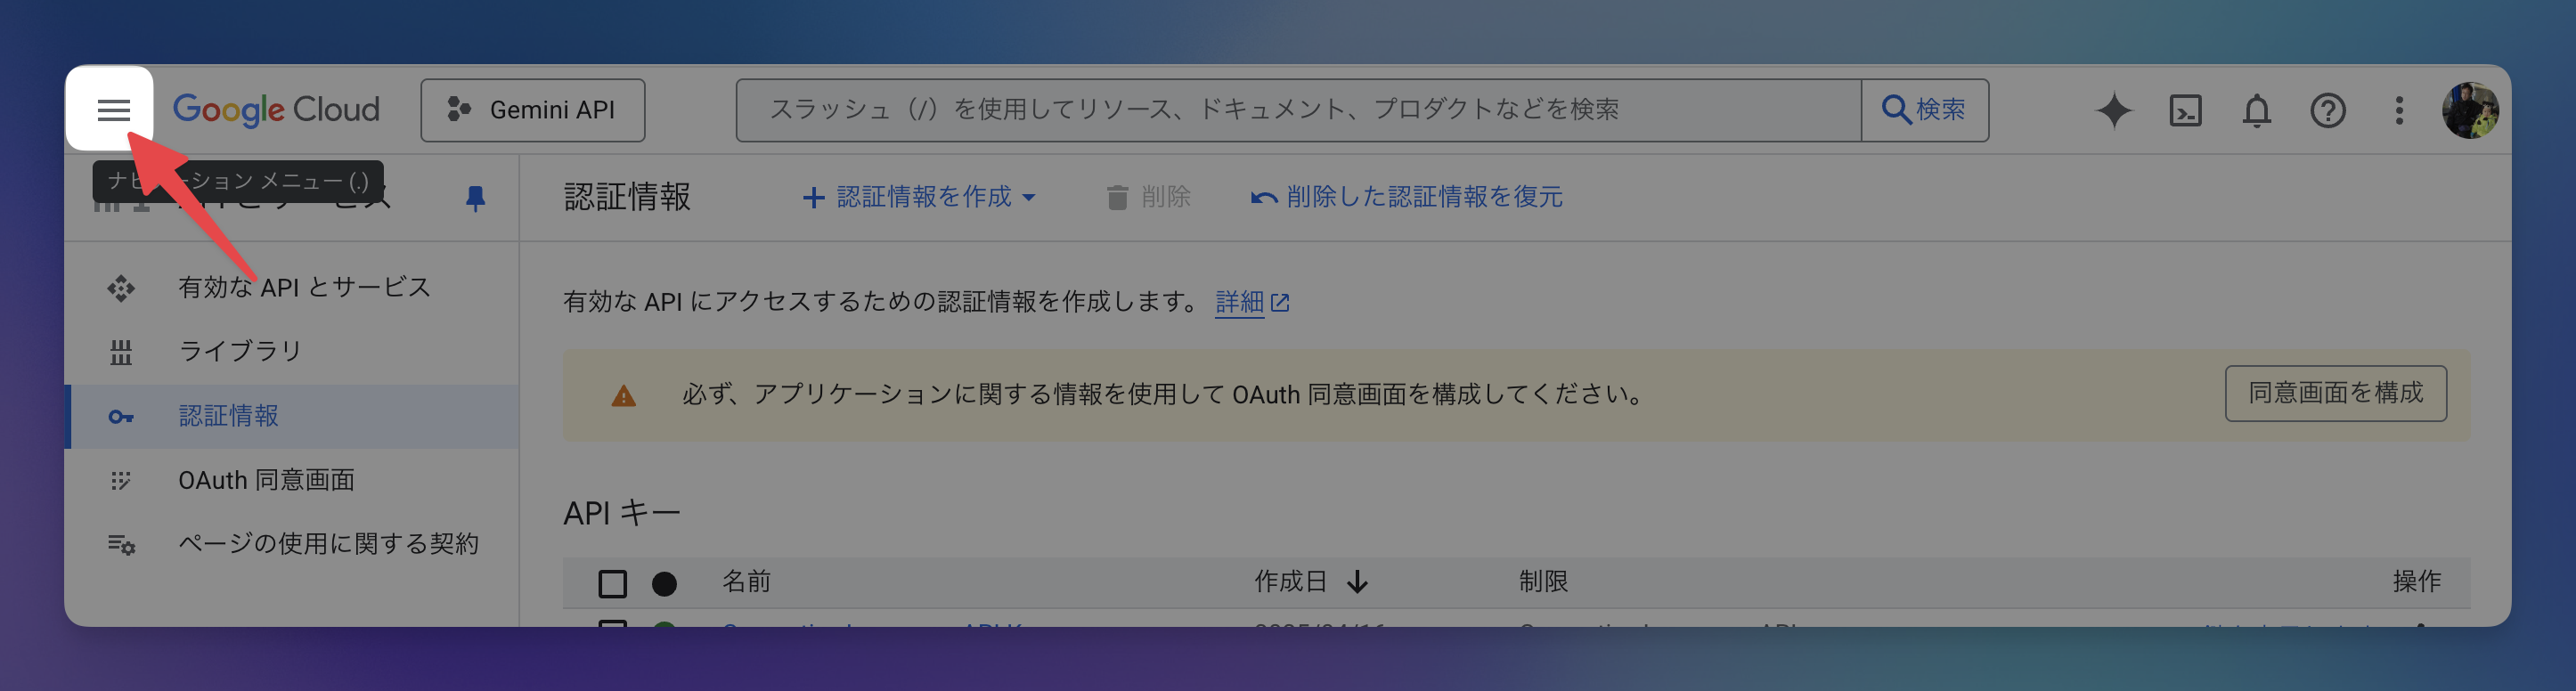 Google Cloud
Gemini API
スラッシュ（/）を使用してリソース、ドキュメント、プロダクトなどを検索
検索
ナビ
ーション メニュー (.)
認証情報
認証情報を作成
削除
削除した認証情報を復元
有効な API とサービス
ライブラリ
認証情報
OAuth 同意画面
ページの使用に関する契約
有効な API にアクセスするための認証情報を作成します。 詳細
必ず、アプリケーションに関する情報を使用して OAuth 同意画面を構成してください。
同意画面を構成
API キー
名前
作成日
制限
操作